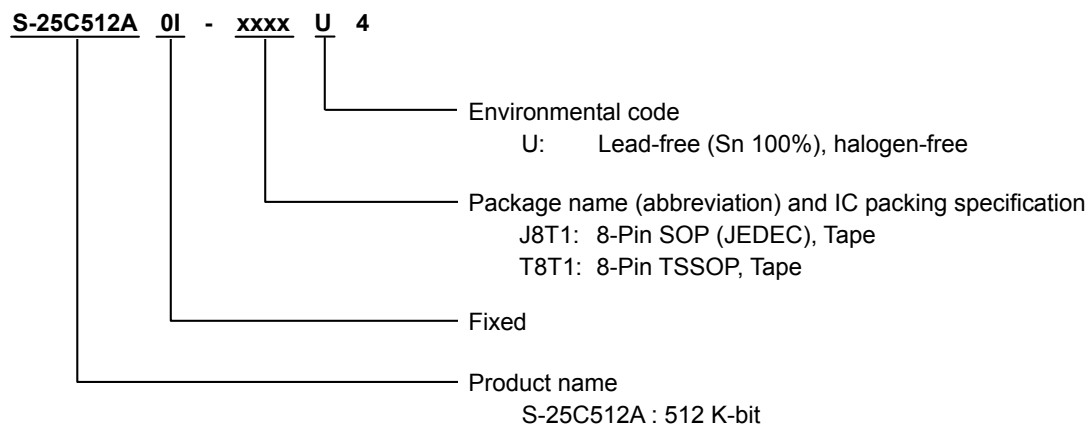 S-25C512A 0I - xxxx U 4
Environmental code
U: Lead-free (Sn 100%), halogen-free
Package name (abbreviation) and IC packing specification
J8T1: 8-Pin SOP (JEDEC), Tape
T8T1: 8-Pin TSSOP, Tape
Fixed
Product name
S-25C512A : 512 K-bit